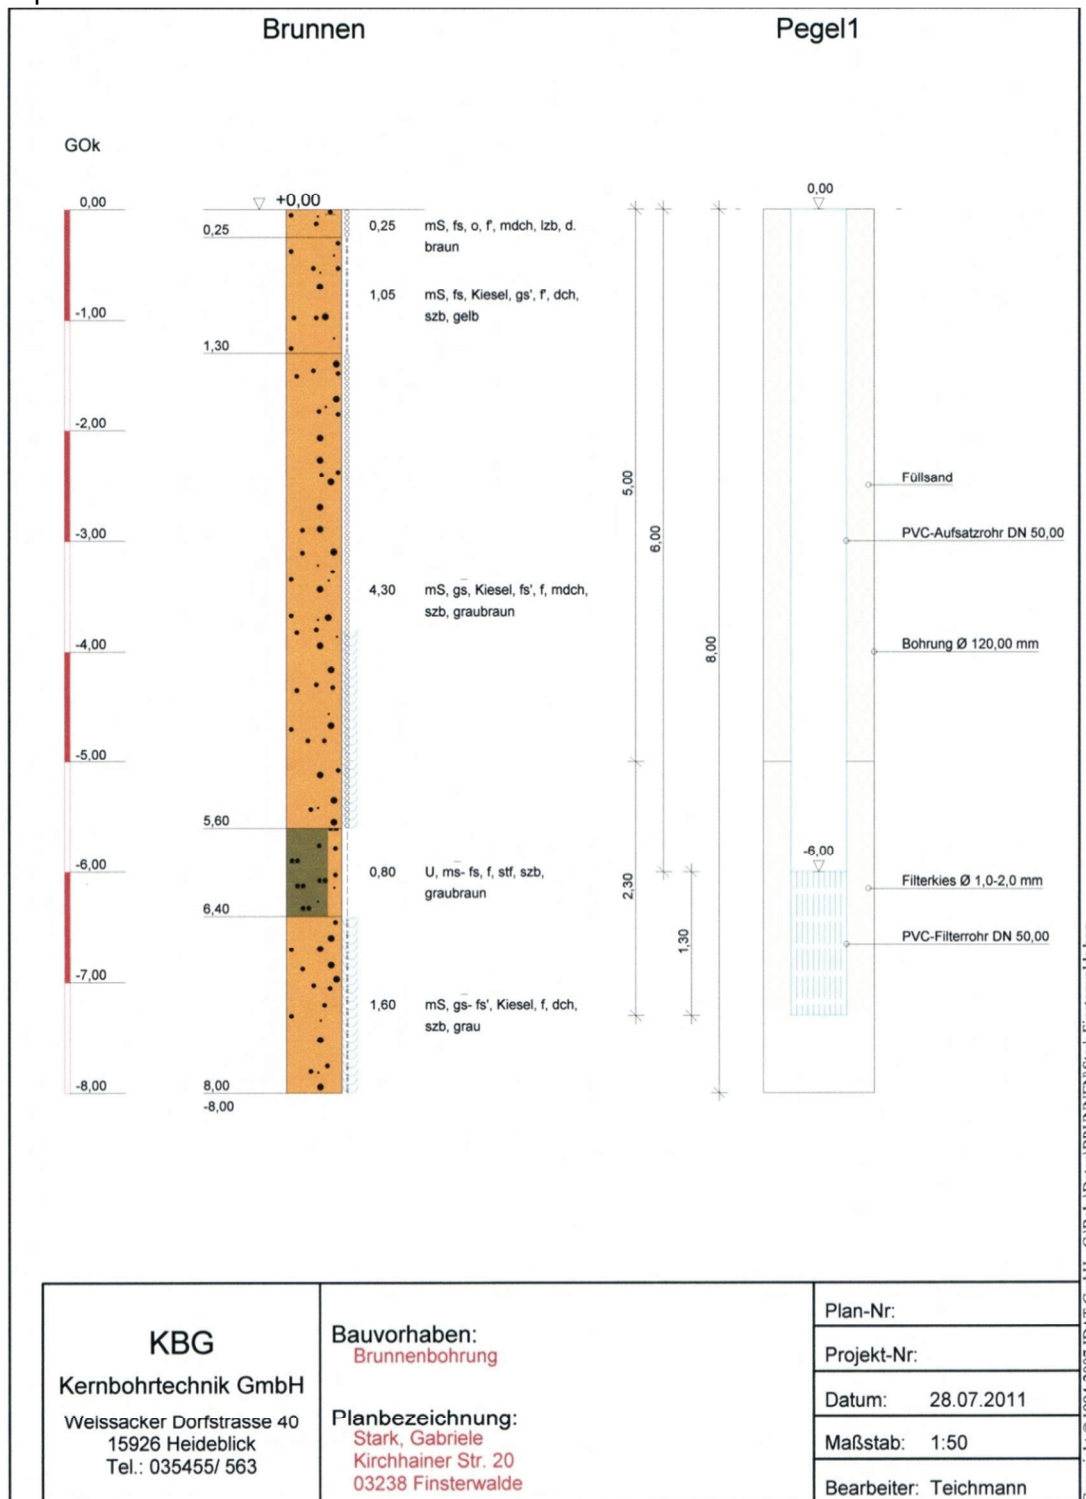 Brunnen
Pegel1
GOk
0,00
-1,00
-2,00
-3,00
-4,00
-5,00
-6,00
-7,00
-8,00
+0,00
0,25
1,30
5,60
6,40
8,00
-8,00
0,25 mS, fs, o, f', mdch, lzb, d.
braun
1,05 mS, fs, Kiesel, gs', f', dch,
szb, gelb
4,30 mS, gs̅, Kiesel, fs', f, mdch,
szb, graubraun
0,80 U, ms̅- fs, f, stf, szb,
graubraun
1,60 mS, gs̅- fs', Kiesel, f, dch,
szb, grau
0,00
5,00
6,00
8,00
2,30
1,30
-6,00
Füllsand
PVC-Aufsatzrohr DN 50,00
Bohrung Ø 120,00 mm
Filterkies Ø 1,0-2,0 mm
PVC-Filterrohr DN 50,00
KBG
Kernbohrtechnik GmbH
Weissacker Dorfstrasse 40
15926 Heideblick
Tel.: 035455/ 563
Bauvorhaben:
Brunnenbohrung
Planbezeichnung:
Stark, Gabriele
Kirchhainer Str. 20
03238 Finsterwalde
Plan-Nr:
Projekt-Nr:
Datum: 28.07.2011
Maßstab: 1:50
Bearbeiter: Teichmann